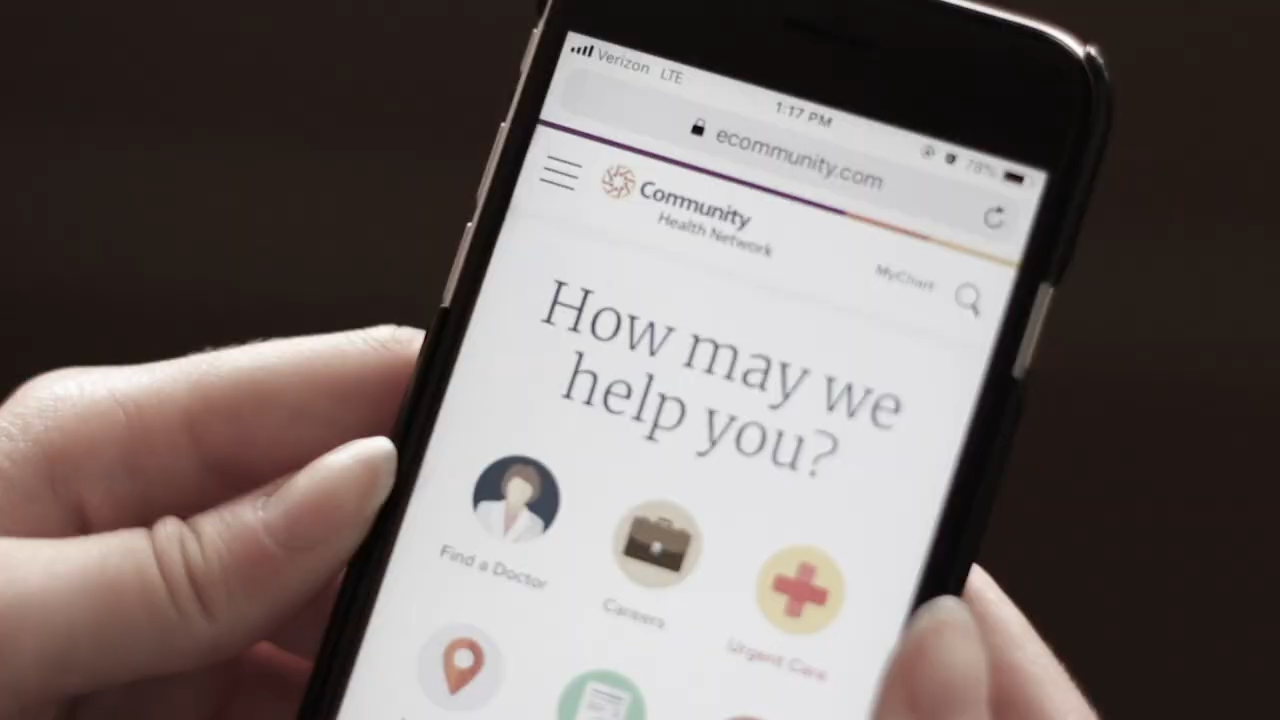 Verizon LTE
1:17 PM
78%
ecommunity.com
Community
Health Network
MyChart
How may we
help you?
Find a Doctor
Careers
Urgent Care